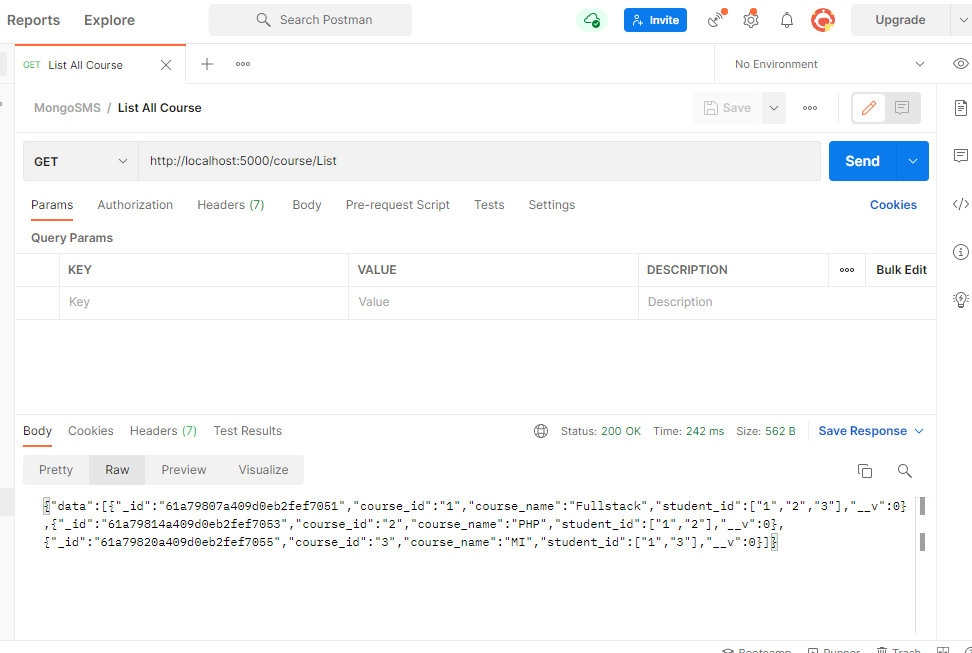 Reports Explore Search Postman Invite Upgrade
GET List All Course No Environment
MongoSMS / List All Course Save
GET http://localhost:5000/course/List Send
Params Authorization Headers (7) Body Pre-request Script Tests Settings Cookies
Query Params
KEY VALUE DESCRIPTION Bulk Edit
Key Value Description
Body Cookies Headers (7) Test Results Status: 200 OK Time: 242 ms Size: 562 B Save Response
Pretty Raw Preview Visualize
{"data":[{"_id":"61a79807a409d0eb2fef7051","course_id":"1","course_name":"Fullstack","student_id":["1","2","3"],"__v":0}
,{"_id":"61a79814a409d0eb2fef7053","course_id":"2","course_name":"PHP","student_id":["1","2"],"__v":0},
{"_id":"61a79820a409d0eb2fef7055","course_id":"3","course_name":"MI","student_id":["1","3"],"__v":0}]}
Bootcamp Runner Trash